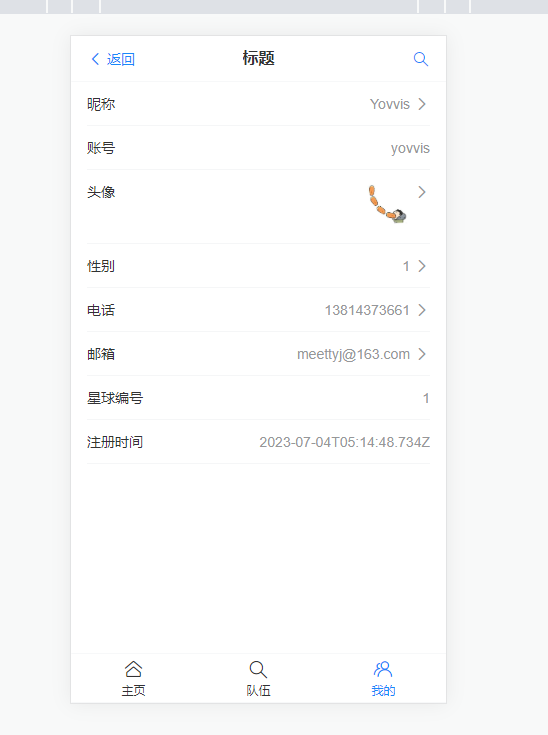 返回 标题
昵称 Yovvis
账号 yovvis
头像
性别 1
电话 13814373661
邮箱 meettyj@163.com
星球编号 1
注册时间 2023-07-04T05:14:48.734Z
主页 队伍 我的